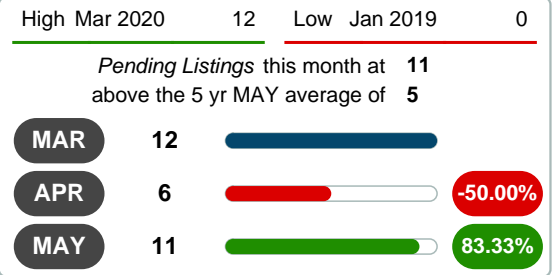 High Mar 2020 12 Low Jan 2019 0
Pending Listings this month at 11
above the 5 yr MAY average of 5
MAR 12
APR 6 -50.00%
MAY 11 83.33%